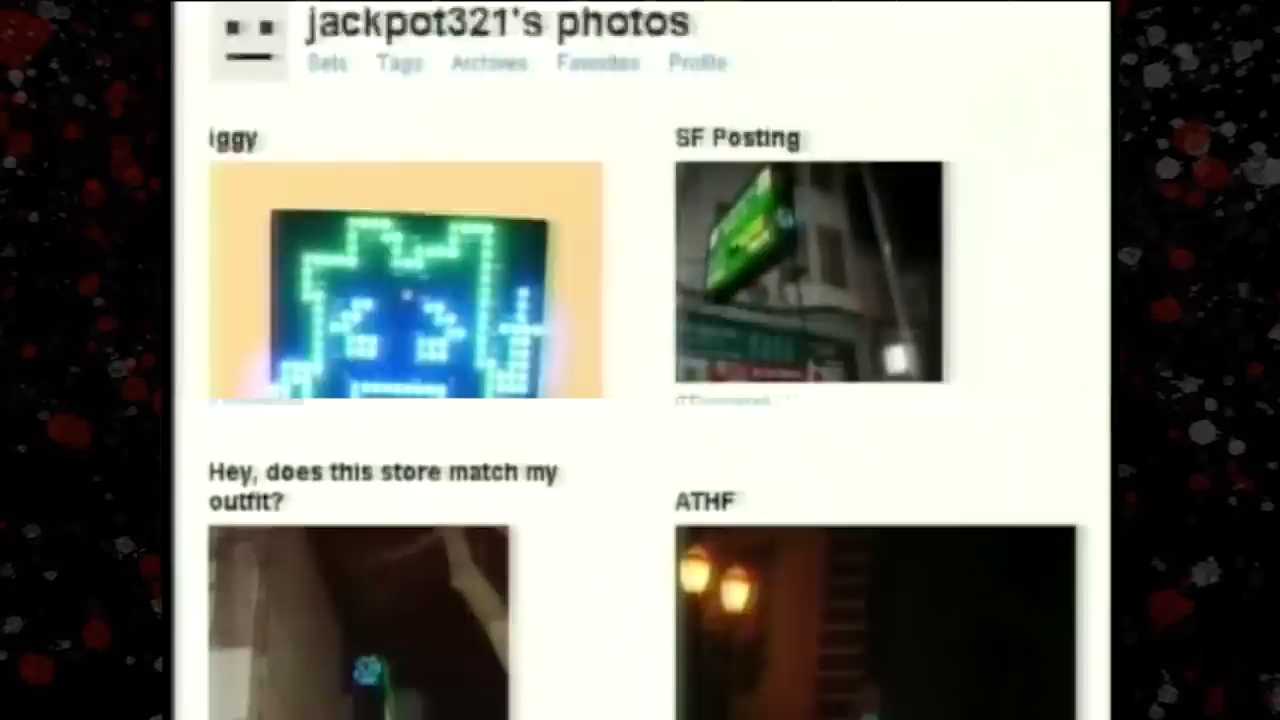 jackpot321's photos
Sets Tags Archives Favorites Profile
iggy
SF Posting
Hey, does this store match my
outfit?
ATHF